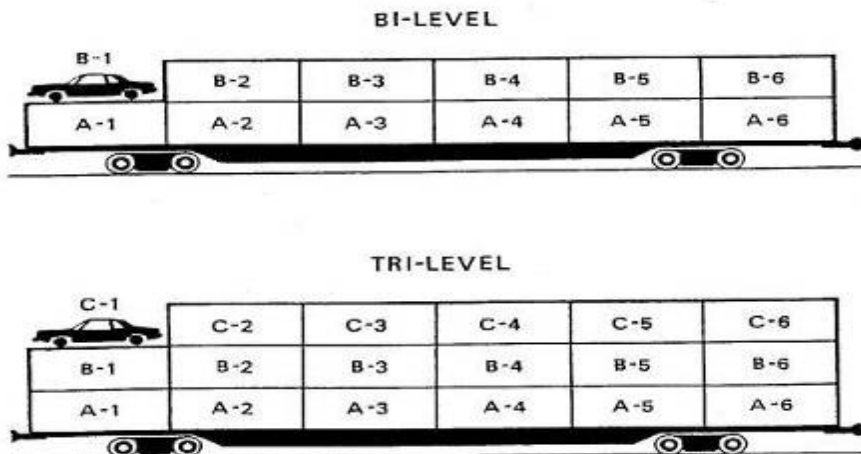 BI-LEVEL
B-1
B-2 B-3 B-4 B-5 B-6
A-1 A-2 A-3 A-4 A-5 A-6
TRI-LEVEL
C-1
C-2 C-3 C-4 C-5 C-6
B-1 B-2 B-3 B-4 B-5 B-6
A-1 A-2 A-3 A-4 A-5 A-6